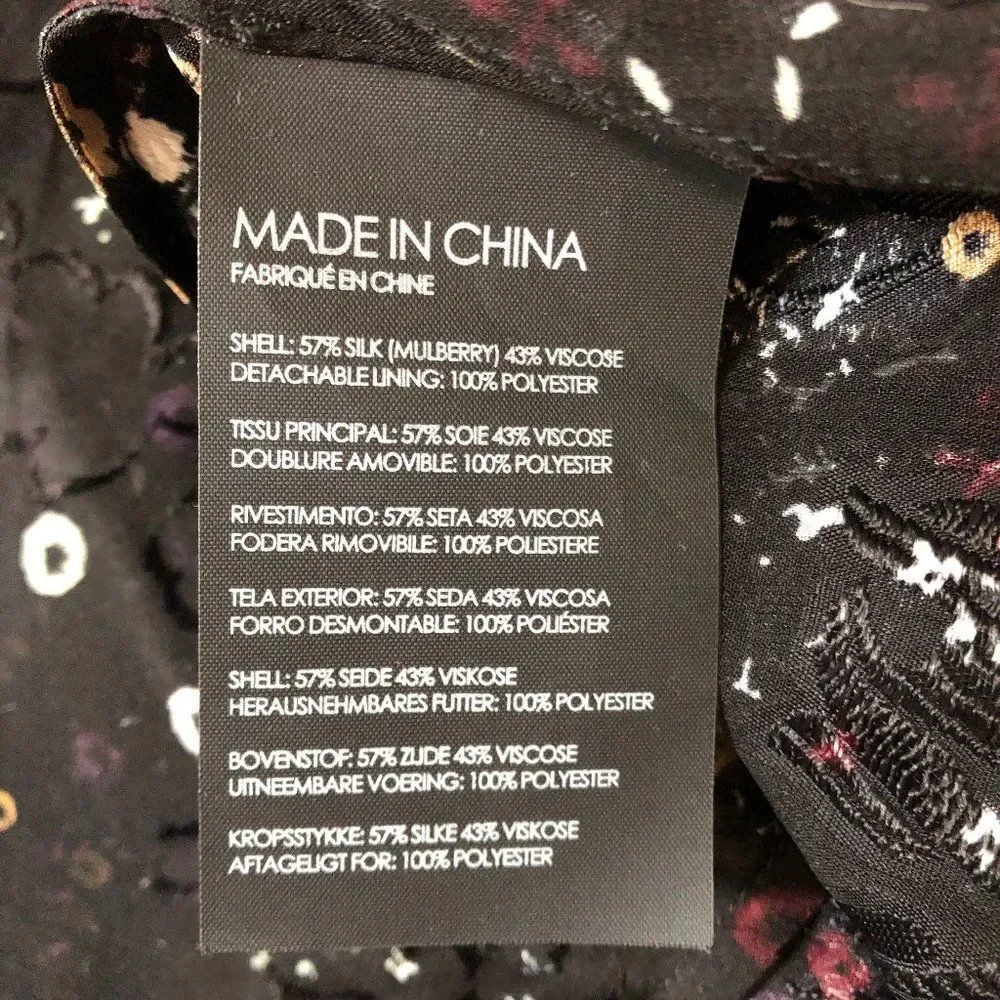 MADE IN CHINA
FABRIQUÉ EN CHINE
SHELL: 57% SILK (MULBERRY) 43% VISCOSE
DETACHABLE LINING: 100% POLYESTER
TISSU PRINCIPAL: 57% SOIE 43% VISCOSE
DOUBLURE AMOVIBLE: 100% POLYESTER
RIVESTIMENTO: 57% SETA 43% VISCOSA
FODERA RIMOVIBILE: 100% POLIESTERE
TELA EXTERIOR: 57% SEDA 43% VISCOSA
FORRO DESMONTABLE: 100% POLIÉSTER
SHELL: 57% SEIDE 43% VISKOSE
HERAUSNEHMBARES FUTTER: 100% POLYESTER
BOVENSTOF: 57% ZIJDE 43% VISCOSE
UITNEEMBARE VOERING: 100% POLYESTER
KROPSSTYKKE: 57% SILKE 43% VISKOSE
AFTAGELIGT FOR: 100% POLYESTER